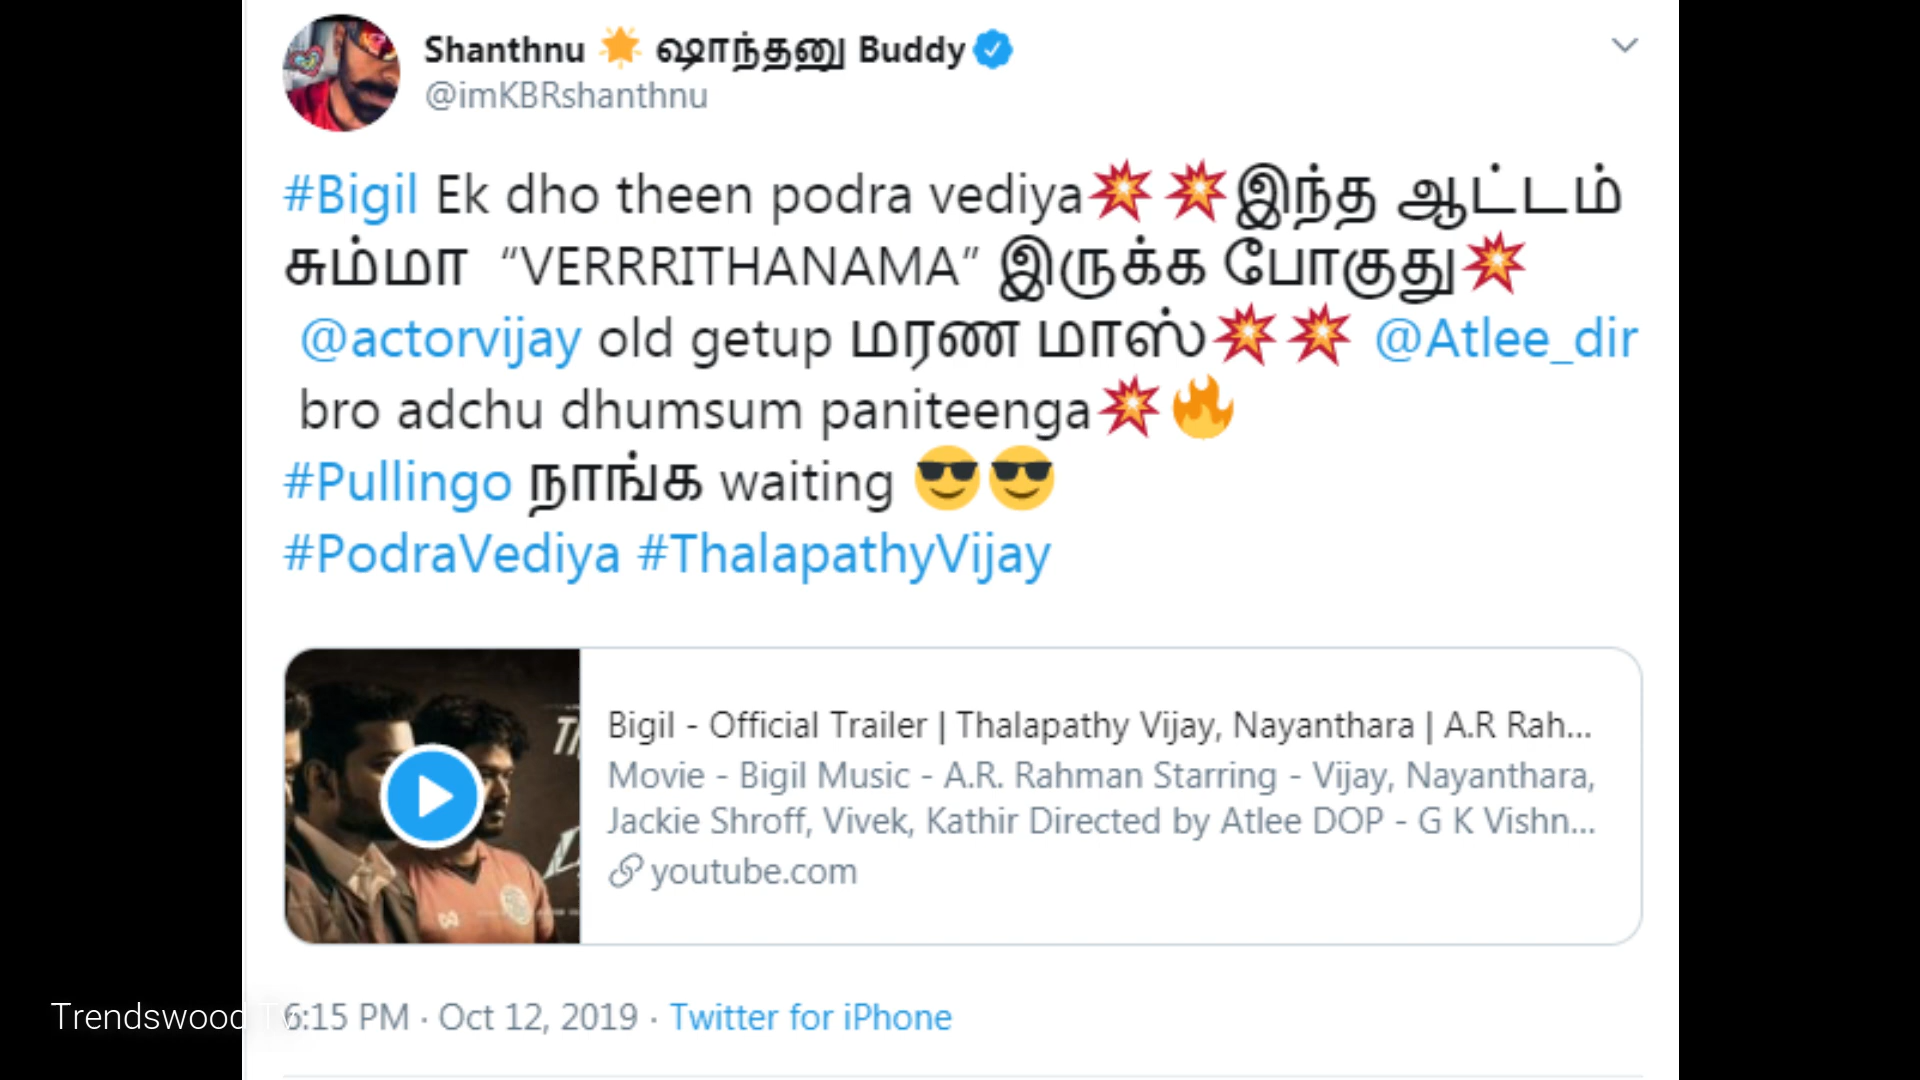 Shanthnu 🌟 ஷாந்தனு Buddy
@imKBRshanthnu
#Bigil Ek dho theen podra vediya💥💥இந்த ஆட்டம்
சும்மா “VERRRITHANAMA” இருக்க போகுது💥
@actorvijay old getup மரண மாஸ்💥💥 @Atlee_dir
bro adchu dhumsum paniteenga💥🔥
#Pullingo நாங்க waiting 😎😎
#PodraVediya #ThalapathyVijay
Bigil - Official Trailer | Thalapathy Vijay, Nayanthara | A.R Rah...
Movie - Bigil Music - A.R. Rahman Starring - Vijay, Nayanthara,
Jackie Shroff, Vivek, Kathir Directed by Atlee DOP - G K Vishn...
youtube.com
6:15 PM · Oct 12, 2019 · Twitter for iPhone
Trendswood Tv